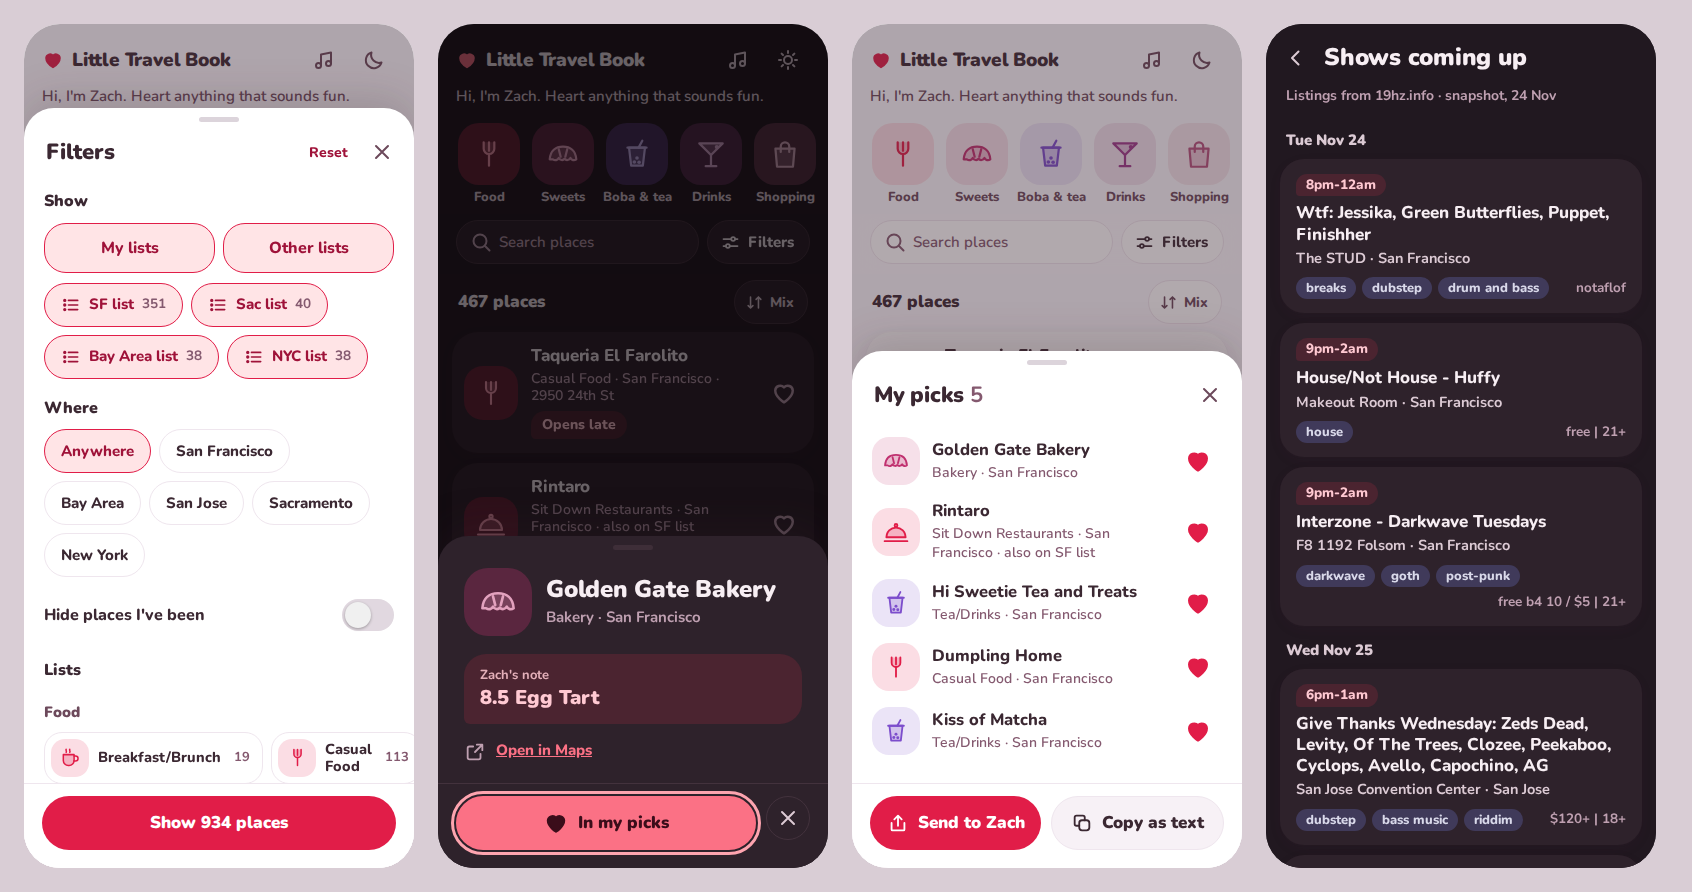 Little Travel Book
Hi, I'm Zach. Heart anything that sounds fun.
Filters
Reset
Show
My lists
Other lists
SF list 351
Sac list 40
Bay Area list 38
NYC list 38
Where
Anywhere
San Francisco
Bay Area
San Jose
Sacramento
New York
Hide places I've been
Lists
Food
Breakfast/Brunch 19
Casual
Food
113
Show 934 places
Little Travel Book
Hi, I'm Zach. Heart anything that sounds fun.
Food
Sweets
Boba & tea
Drinks
Shopping
Search places
Filters
467 places
Mix
Taqueria El Farolito
Casual Food · San Francisco ·
2950 24th St
Opens late
Rintaro
Sit Down Restaurants · San
Francisco · also on SF list
Golden Gate Bakery
Bakery · San Francisco
Zach's note
8.5 Egg Tart
Open in Maps
In my picks
Little Travel Book
Hi, I'm Zach. Heart anything that sounds fun.
Food
Sweets
Boba & tea
Drinks
Shopping
Search places
Filters
467 places
Mix
My picks 5
Golden Gate Bakery
Bakery · San Francisco
Rintaro
Sit Down Restaurants · San
Francisco · also on SF list
Hi Sweetie Tea and Treats
Tea/Drinks · San Francisco
Dumpling Home
Casual Food · San Francisco
Kiss of Matcha
Tea/Drinks · San Francisco
Send to Zach
Copy as text
Shows coming up
Listings from 19hz.info · snapshot, 24 Nov
Tue Nov 24
8pm-12am
Wtf: Jessika, Green Butterflies, Puppet,
Finishher
The STUD · San Francisco
breaks
dubstep
drum and bass
notaflof
9pm-2am
House/Not House - Huffy
Makeout Room · San Francisco
house
free | 21+
9pm-2am
Interzone - Darkwave Tuesdays
F8 1192 Folsom · San Francisco
darkwave
goth
post-punk
free b4 10 / $5 | 21+
Wed Nov 25
6pm-1am
Give Thanks Wednesday: Zeds Dead,
Levity, Of The Trees, Clozee, Peekaboo,
Cyclops, Avello, Capochino, AG
San Jose Convention Center · San Jose
dubstep
bass music
riddim
$120+ | 18+